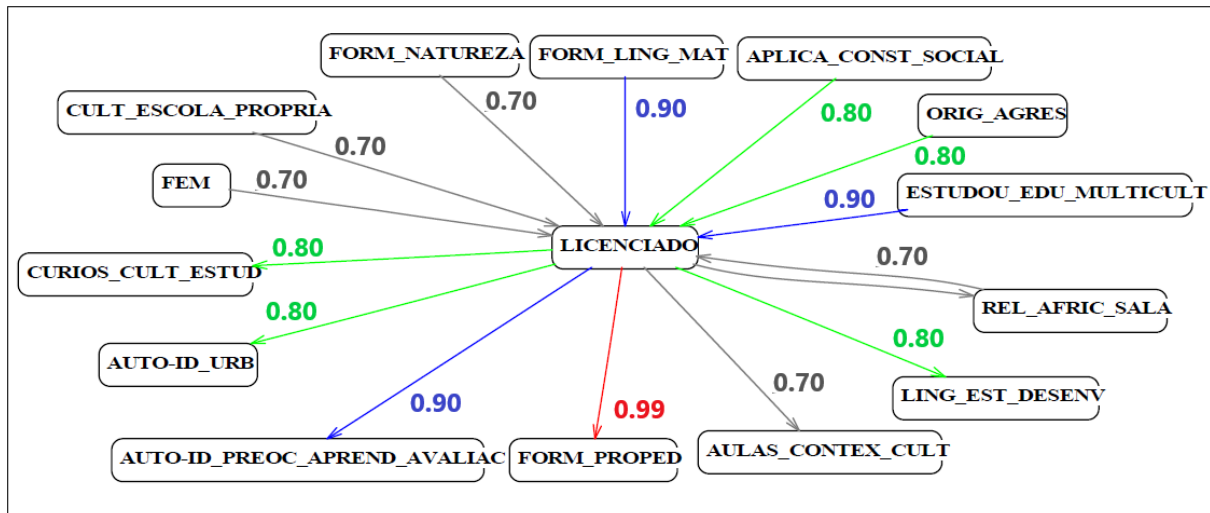 FORM_NATUREZA
FORM_LING_MAT
APLICA_CONST_SOCIAL
0.70
0.90
0.80
CULT_ESCOLA_PROPRIA
ORIG_AGRES
0.70
0.80
FEM
0.70
0.90
ESTUDOU_EDU_MULTICULT
LICENCIADO
0.80
CURIOS_CULT_ESTUD
0.70
REL_AFRIC_SALA
0.80
AUTO-ID_URB
0.80
LING_EST_DESENV
0.90
0.99
0.70
AUTO-ID_PREOC_APREND_AVALIAC
FORM_PROPED
AULAS_CONTEX_CULT